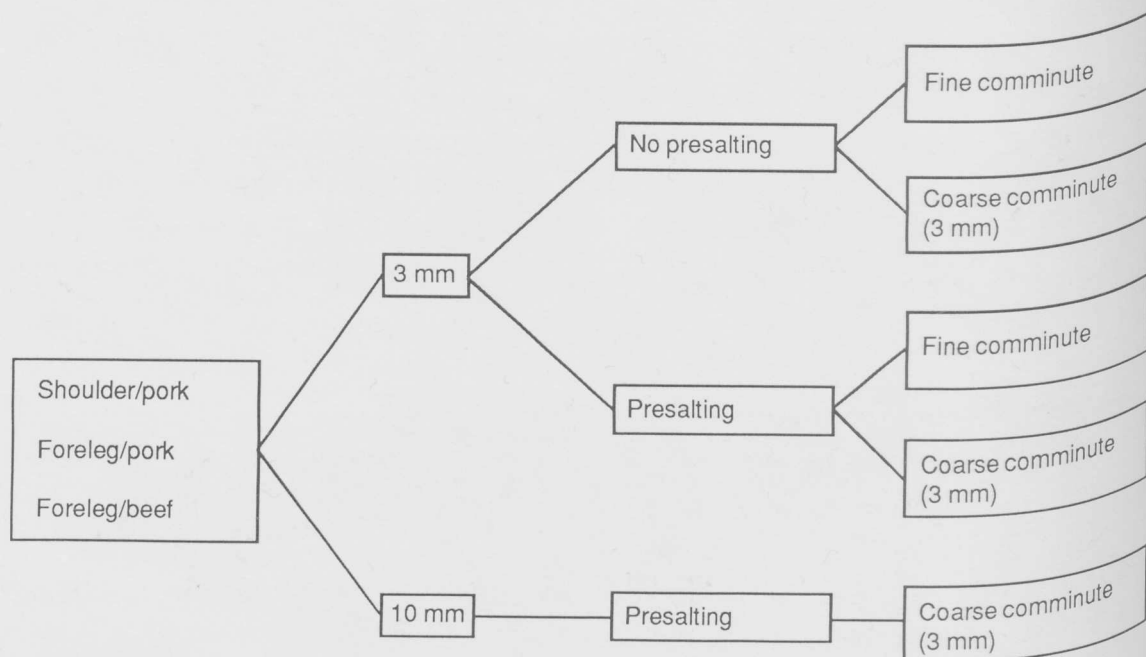 Shoulder/pork
Foreleg/pork
Foreleg/beef
3 mm
10 mm
No presalting
Presalting
Presalting
Fine comminute
Coarse comminute
(3 mm)
Fine comminute
Coarse comminute
(3 mm)
Coarse comminute
(3 mm)